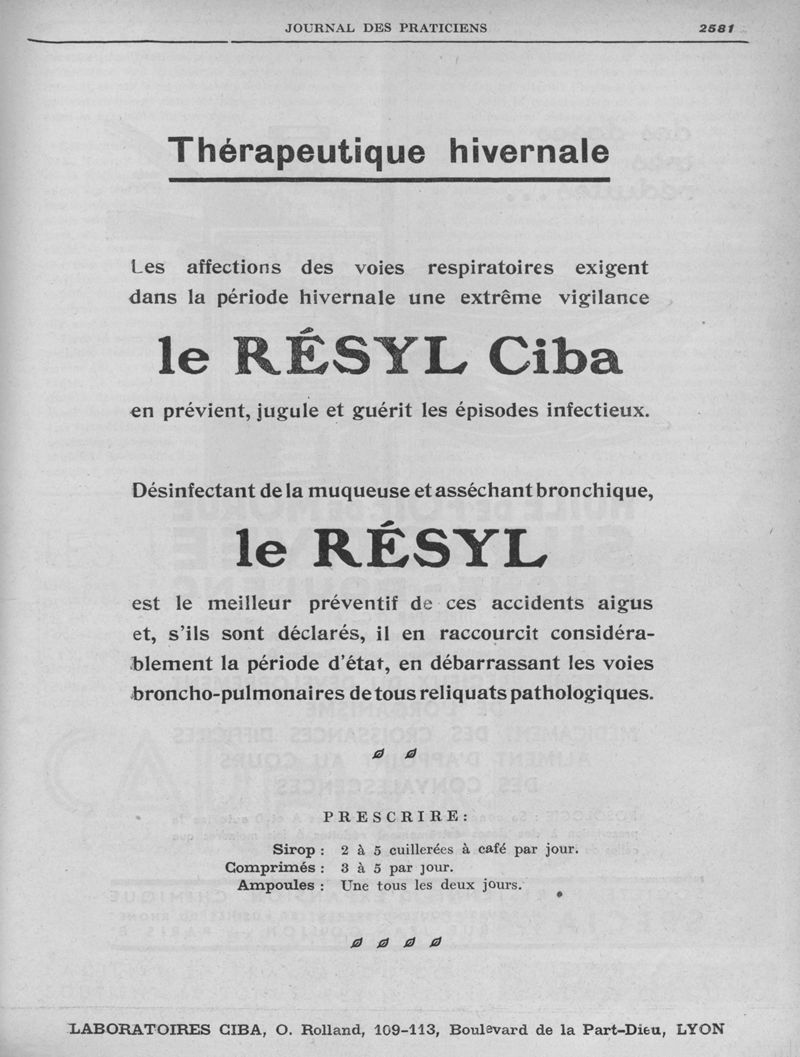 JOURNAL DES PRATICIENS 2581
Thérapeutique hivernale
Les affections des voies respiratoires exigent
dans la période hivernale une extrême vigilance
le RÉSYL Ciba
en prévient, jugule et guérit les épisodes infectieux.
Désinfectant de la muqueuse et asséchant bronchique,
le RÉSYL
est le meilleur préventif de ces accidents aigus
et, s'ils sont déclarés, il en raccourcit considéra-
blement la période d'état, en débarrassant les voies
broncho-pulmonaires de tous reliquats pathologiques.
PRESCRIRE:
Sirop : 2 à 5 cuillerées à café par jour.
Comprimés : 3 à 5 par jour.
Ampoules : Une tous les deux jours.
LABORATOIRES CIBA, O. Rolland, 109-113, Boulevard de la Part-Dieu, LYON